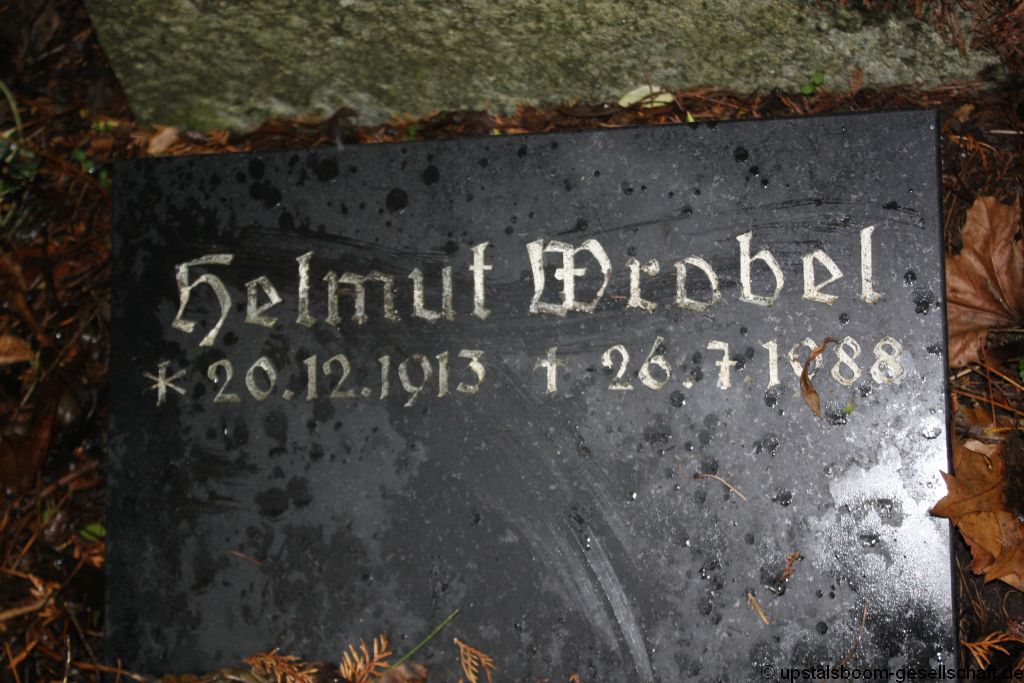 Helmut Wrobel
* 20.12.1913 † 26.7.1988
© upstalsboom-gesellschaft.de